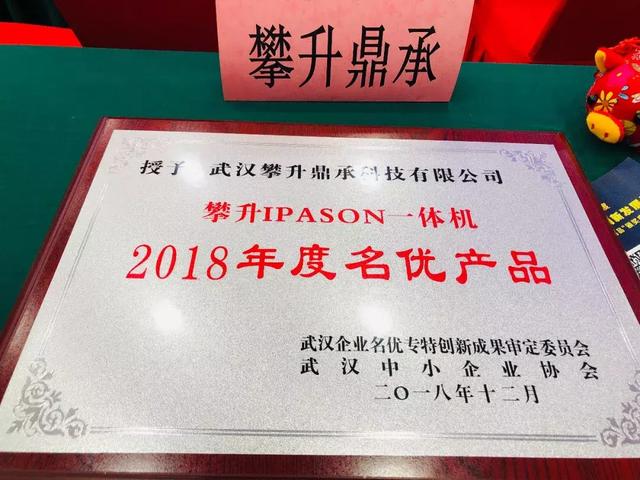 攀升鼎承
授予 武汉攀升鼎承科技有限公司
攀升IPASON一体机
2018年度名优产品
武汉企业名优专特创新成果审定委员会
武汉中小企业协会
二〇一八年十二月